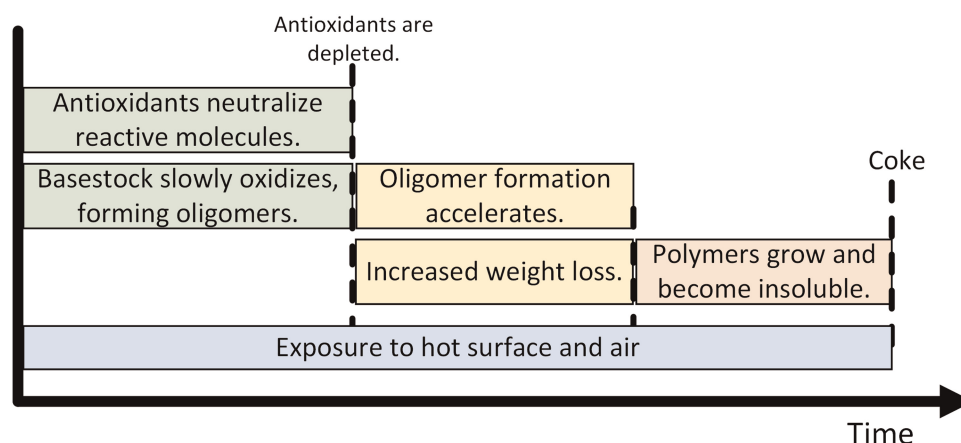 Antioxidants are
depleted.
Antioxidants neutralize
reactive molecules.
Basestock slowly oxidizes,
forming oligomers.
Oligomer formation
accelerates.
Coke
Increased weight loss.
Polymers grow and
become insoluble.
Exposure to hot surface and air
Time